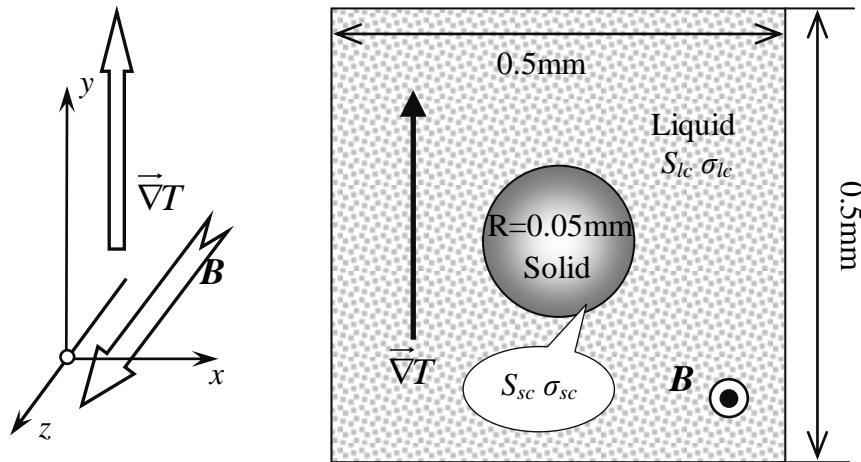 y
∇T
B
x
z
0.5mm
Liquid
S_lc σ_lc
R=0.05mm
Solid
∇T
S_sc σ_sc
B
0.5mm